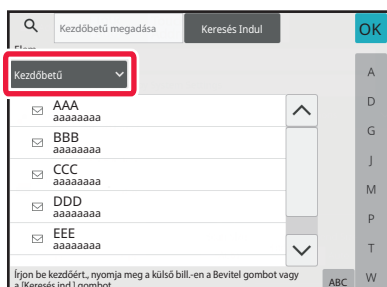 Kezdőbetű megadása
Keresés Indul
OK
Elem
Kezdőbetű
A
D
G
J
M
P
T
W
AAA
aaaaaaaa
BBB
aaaaaaaa
CCC
aaaaaaaa
DDD
aaaaaaaa
EEE
aaaaaaaa
Írjon be kezdőért., nyomja meg a külső bill.-en a Bevitel gombot vagy
a [Keresés ind.] gombot
ABC